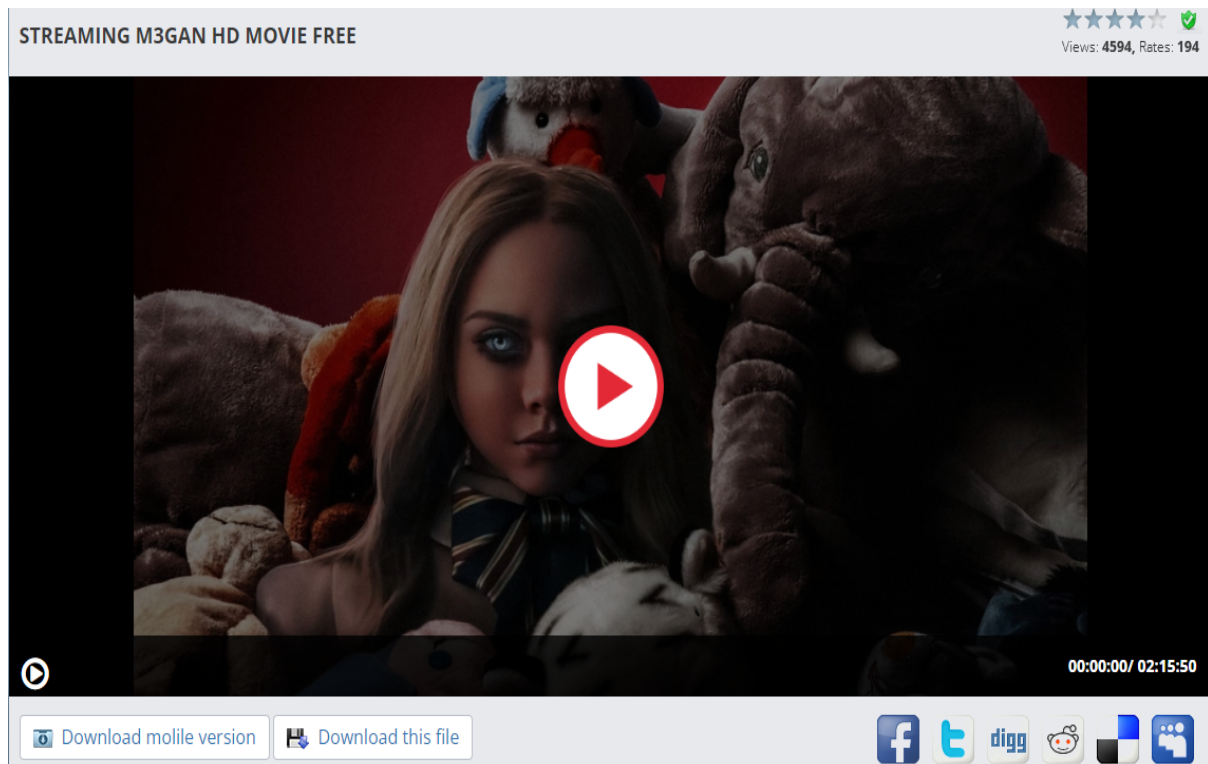 STREAMING M3GAN HD MOVIE FREE
Views: 4594, Rates: 194
00:00:00/ 02:15:50
Download molile version
Download this file
digg